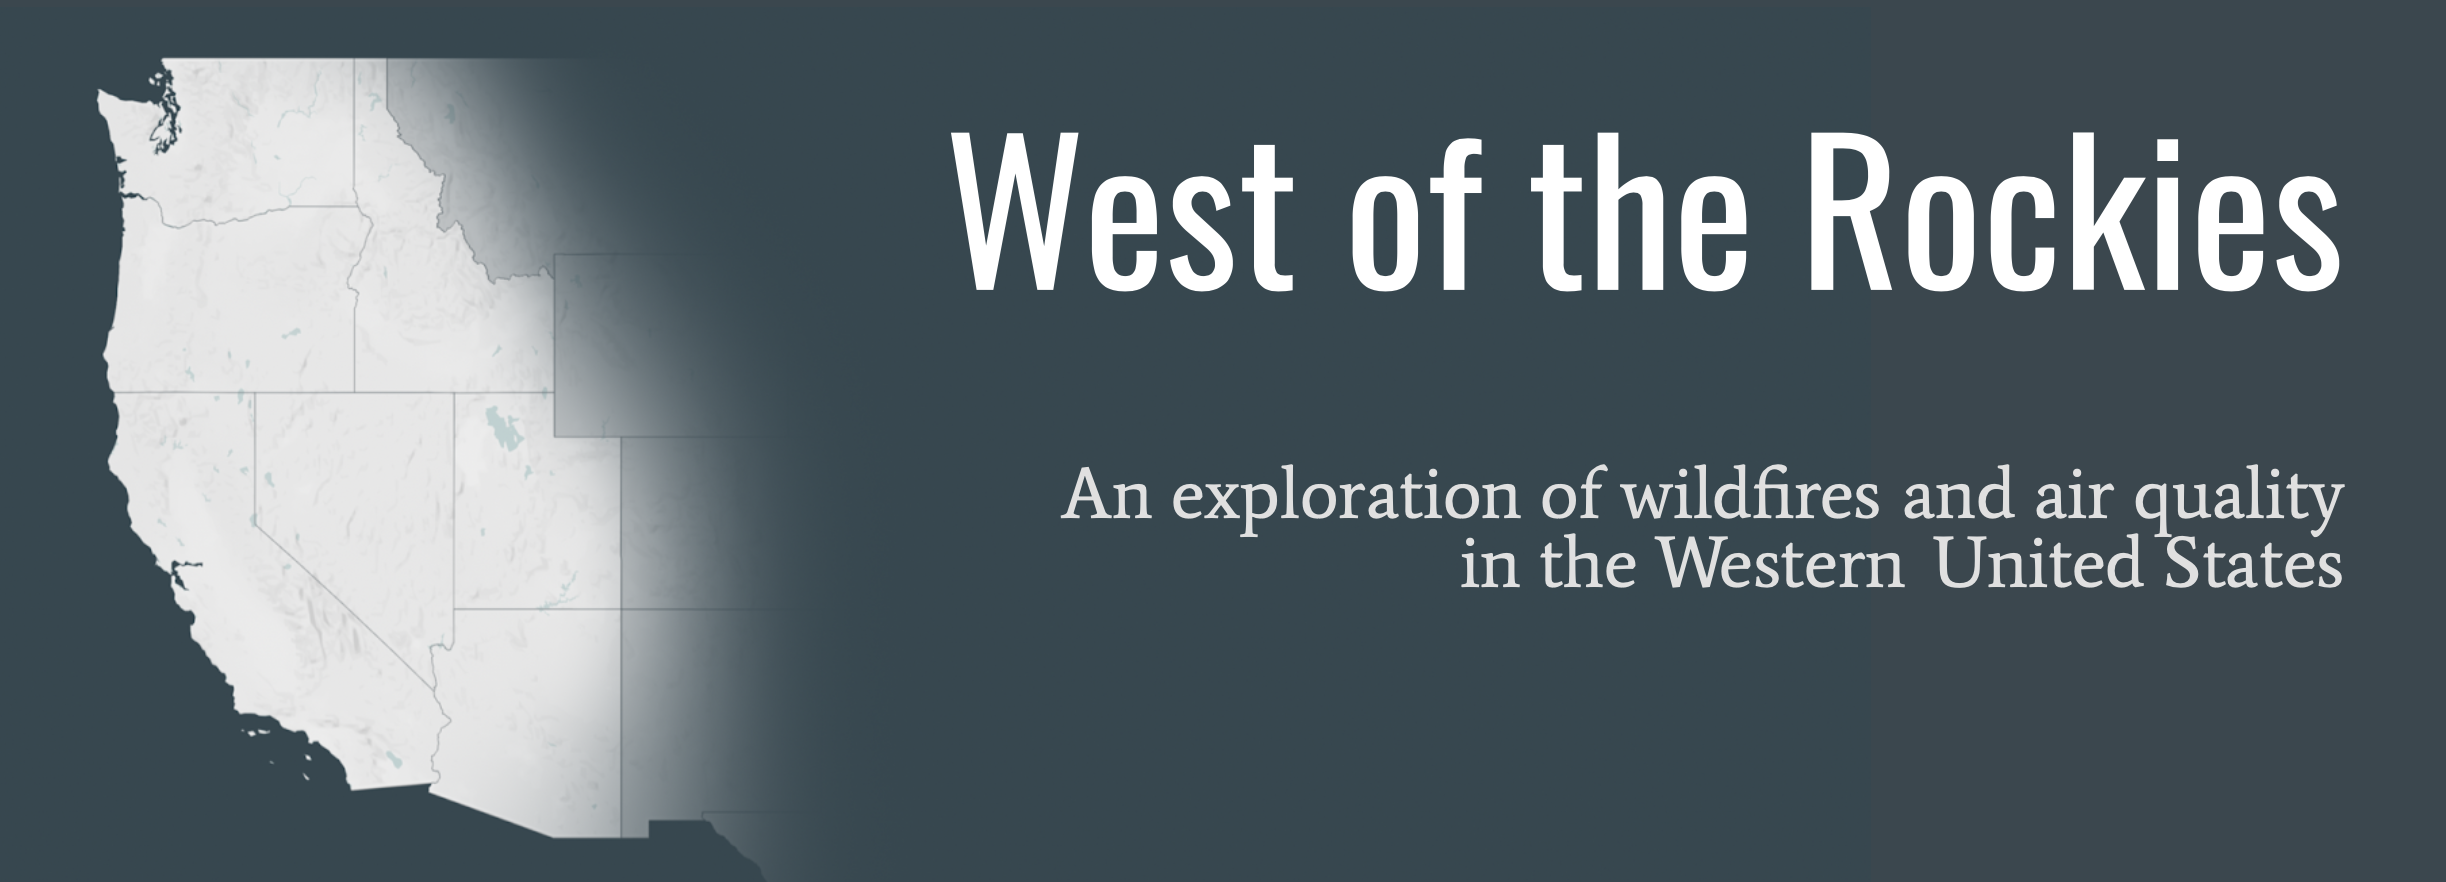 West of the Rockies
An exploration of wildfires and air quality
in the Western United States